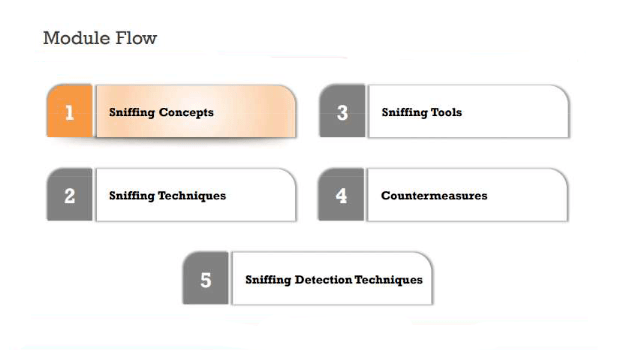 Module Flow
1 Sniffing Concepts
2 Sniffing Techniques
3 Sniffing Tools
4 Countermeasures
5 Sniffing Detection Techniques